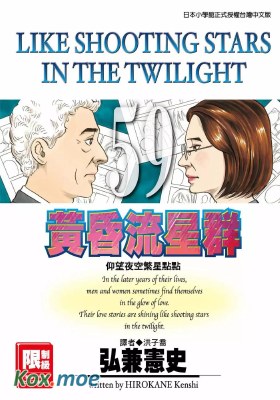 日本小學館正式授權台灣中文版
LIKE SHOOTING STARS
IN THE TWILIGHT
59
黃昏流星群
仰望夜空繁星點點
In the later years of their lives,
men and women sometimes find themselves
in the glow of love.
Their love stories are shining like shooting stars
in the twilight.
譯者◆洪子喬
弘兼憲史
written by HIROKANE Kenshi
限制級
Kox.moe